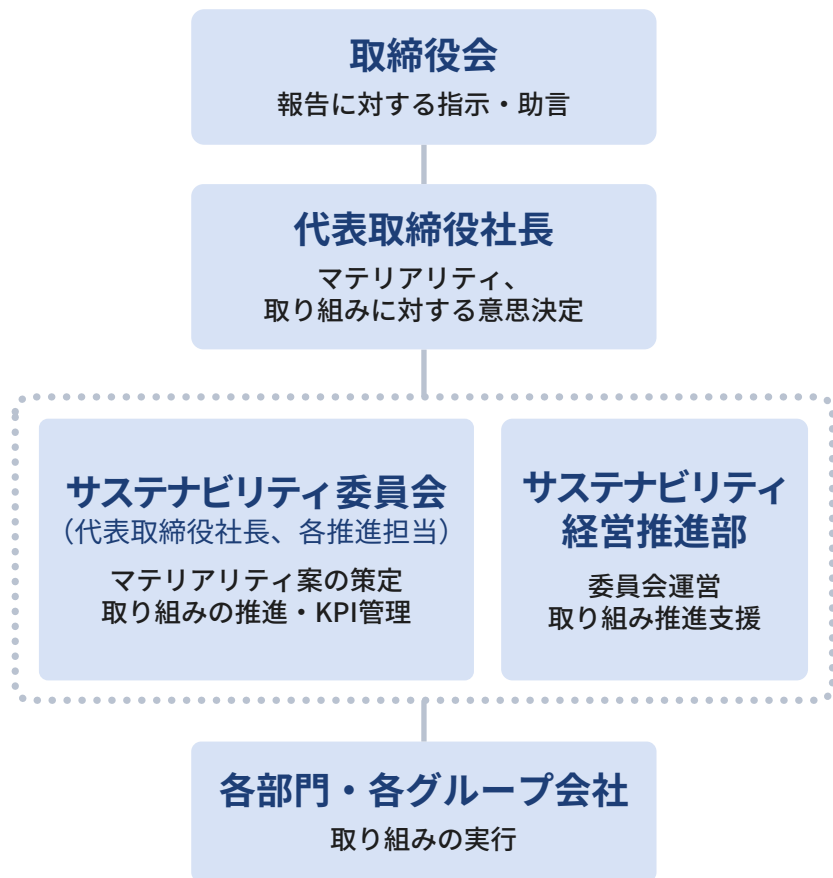 取締役会
報告に対する指示・助言
代表取締役社長
マテリアリティ、
取り組みに対する意思決定
サステナビリティ委員会
（代表取締役社長、各推進担当）
マテリアリティ案の策定
取り組みの推進・KPI管理
サステナビリティ
経営推進部
委員会運営
取り組み推進支援
各部門・各グループ会社
取り組みの実行